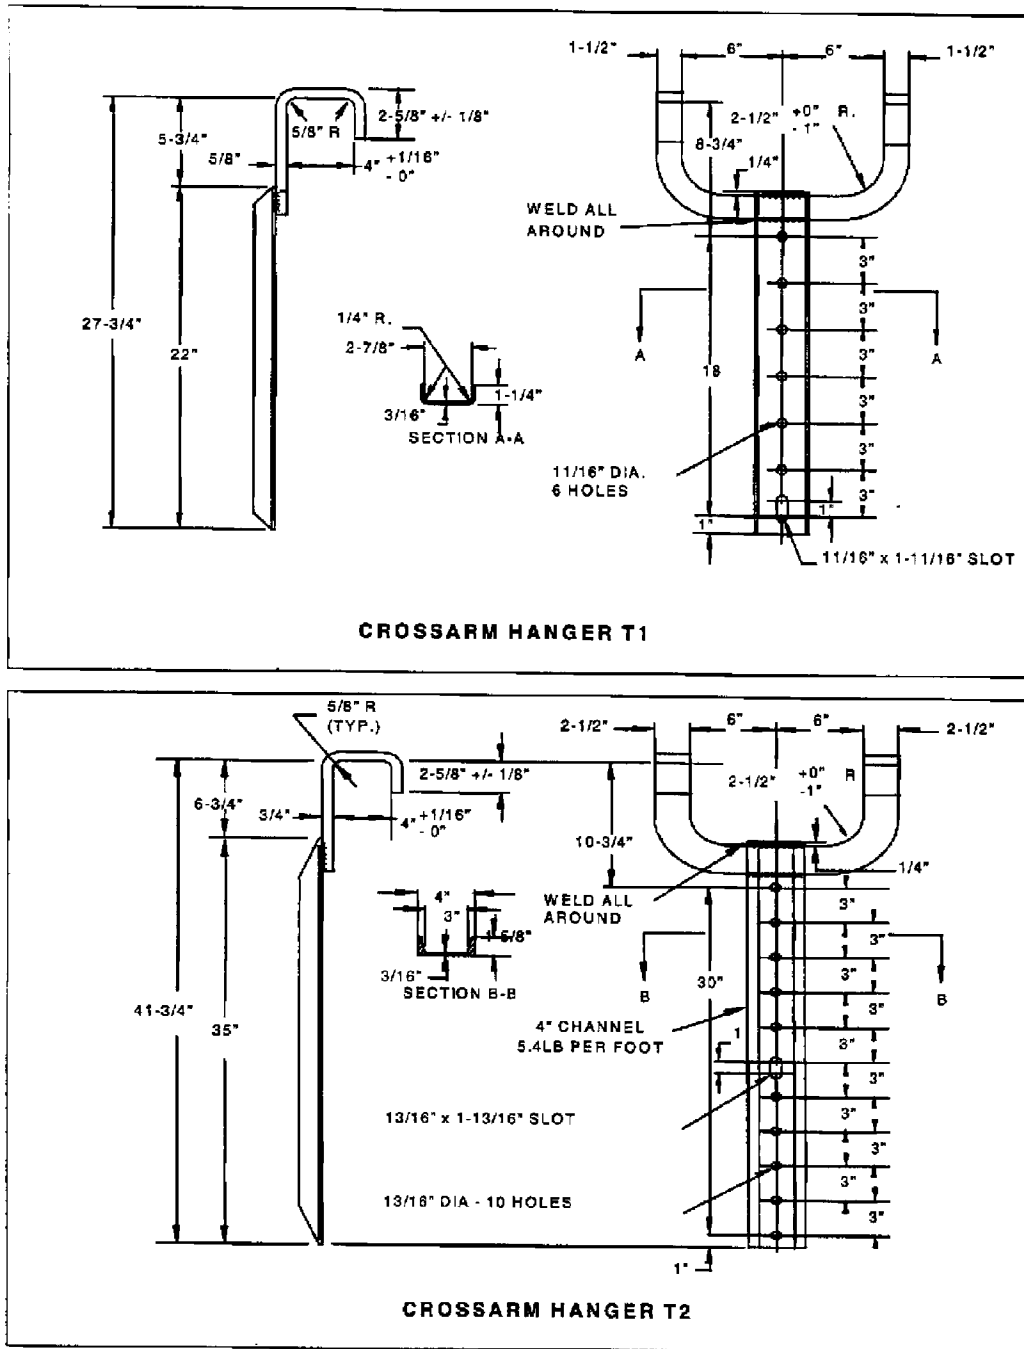 1-1/2"
6"
6"
1-1/2"
5-3/4"
5/8" R
2-5/8" +/- 1/8"
5/8"
4" +1/16"
- 0"
2-1/2" +0" R.
- 1"
8-3/4"
1/4"
WELD ALL
AROUND
3"
3"
3"
3"
3"
3"
A
A
27-3/4"
22"
18
1/4" R.
2-7/8"
1-1/4"
3/16"
SECTION A-A
11/16" DIA.
6 HOLES
1"
1"
11/16" x 1-11/16" SLOT
CROSSARM HANGER T1
5/8" R
(TYP.)
2-1/2"
6"
6"
2-1/2"
6-3/4"
2-5/8" +/- 1/8"
3/4"
4" +1/16"
- 0"
2-1/2" +0" R
-1"
10-3/4"
1/4"
WELD ALL
AROUND
4"
3"
1-5/8"
3/16"
SECTION B-B
B
B
41-3/4"
35"
30"
4" CHANNEL
5.4LB PER FOOT
1
3"
3"
3"
3"
3"
3"
3"
3"
3"
3"
13/16" x 1-13/16" SLOT
13/16" DIA - 10 HOLES
1"
CROSSARM HANGER T2